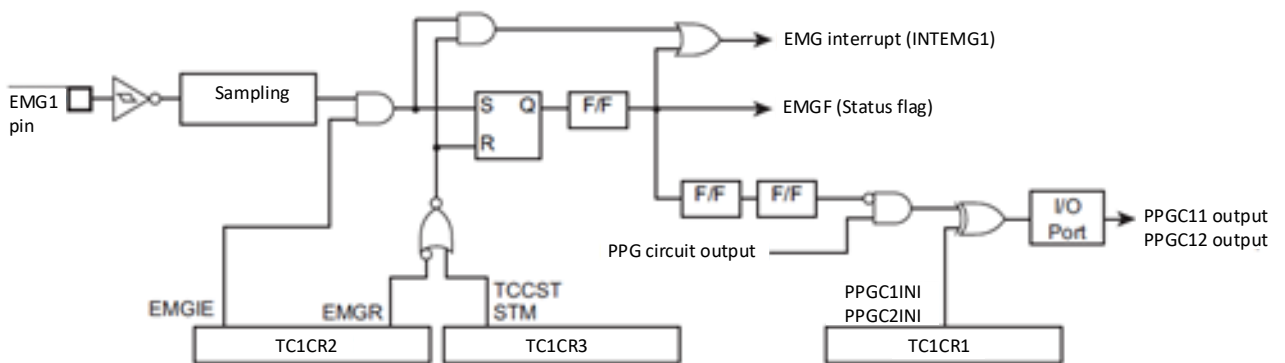 EMG interrupt (INTEMG1)
EMG1
pin
Sampling
S Q
R
F/F
EMGF (Status flag)
F/F
F/F
I/O
Port
PPGC11 output
PPGC12 output
PPG circuit output
EMGIE
EMGR
TCCST
STM
PPGC1INI
PPGC2INI
TC1CR2
TC1CR3
TC1CR1